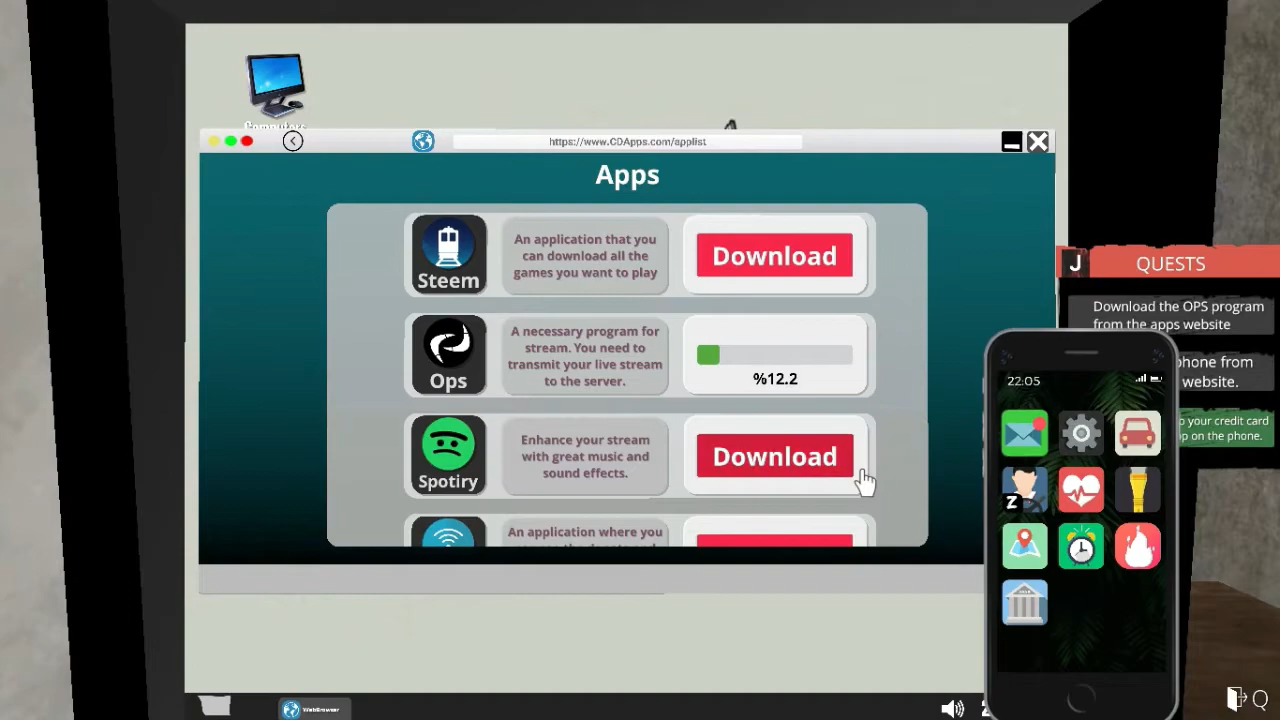 Computers
https://www.CDApps.com/applist
Apps
Steem
An application that you
can download all the
games you want to play
Download
Ops
A necessary program for
stream. You need to
transmit your live stream
to the server.
%12.2
Spotiry
Enhance your stream
with great music and
sound effects.
Download
An application where you
WebBrowser
J
QUESTS
Download the OPS program
from the apps website
phone from
website.
your credit card
on the phone.
22.05
Z
Q